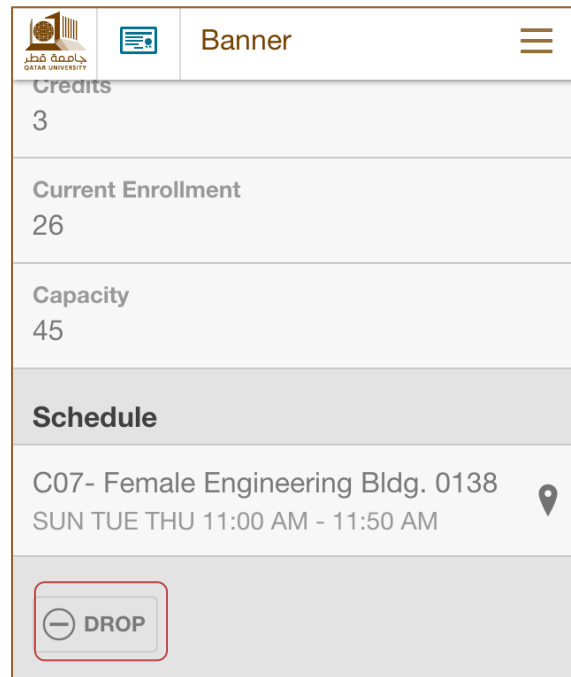 جامعة قطر
QATAR UNIVERSITY
Banner
Credits
3
Current Enrollment
26
Capacity
45
Schedule
C07- Female Engineering Bldg. 0138
SUN TUE THU 11:00 AM - 11:50 AM
DROP